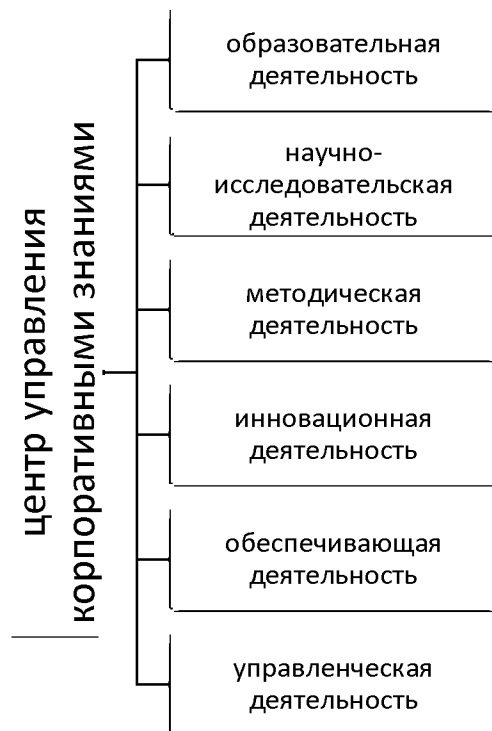 центр управления
корпоративными знаниями
образовательная
деятельность
научно-
исследовательская
деятельность
методическая
деятельность
инновационная
деятельность
обеспечивающая
деятельность
управленческая
деятельность